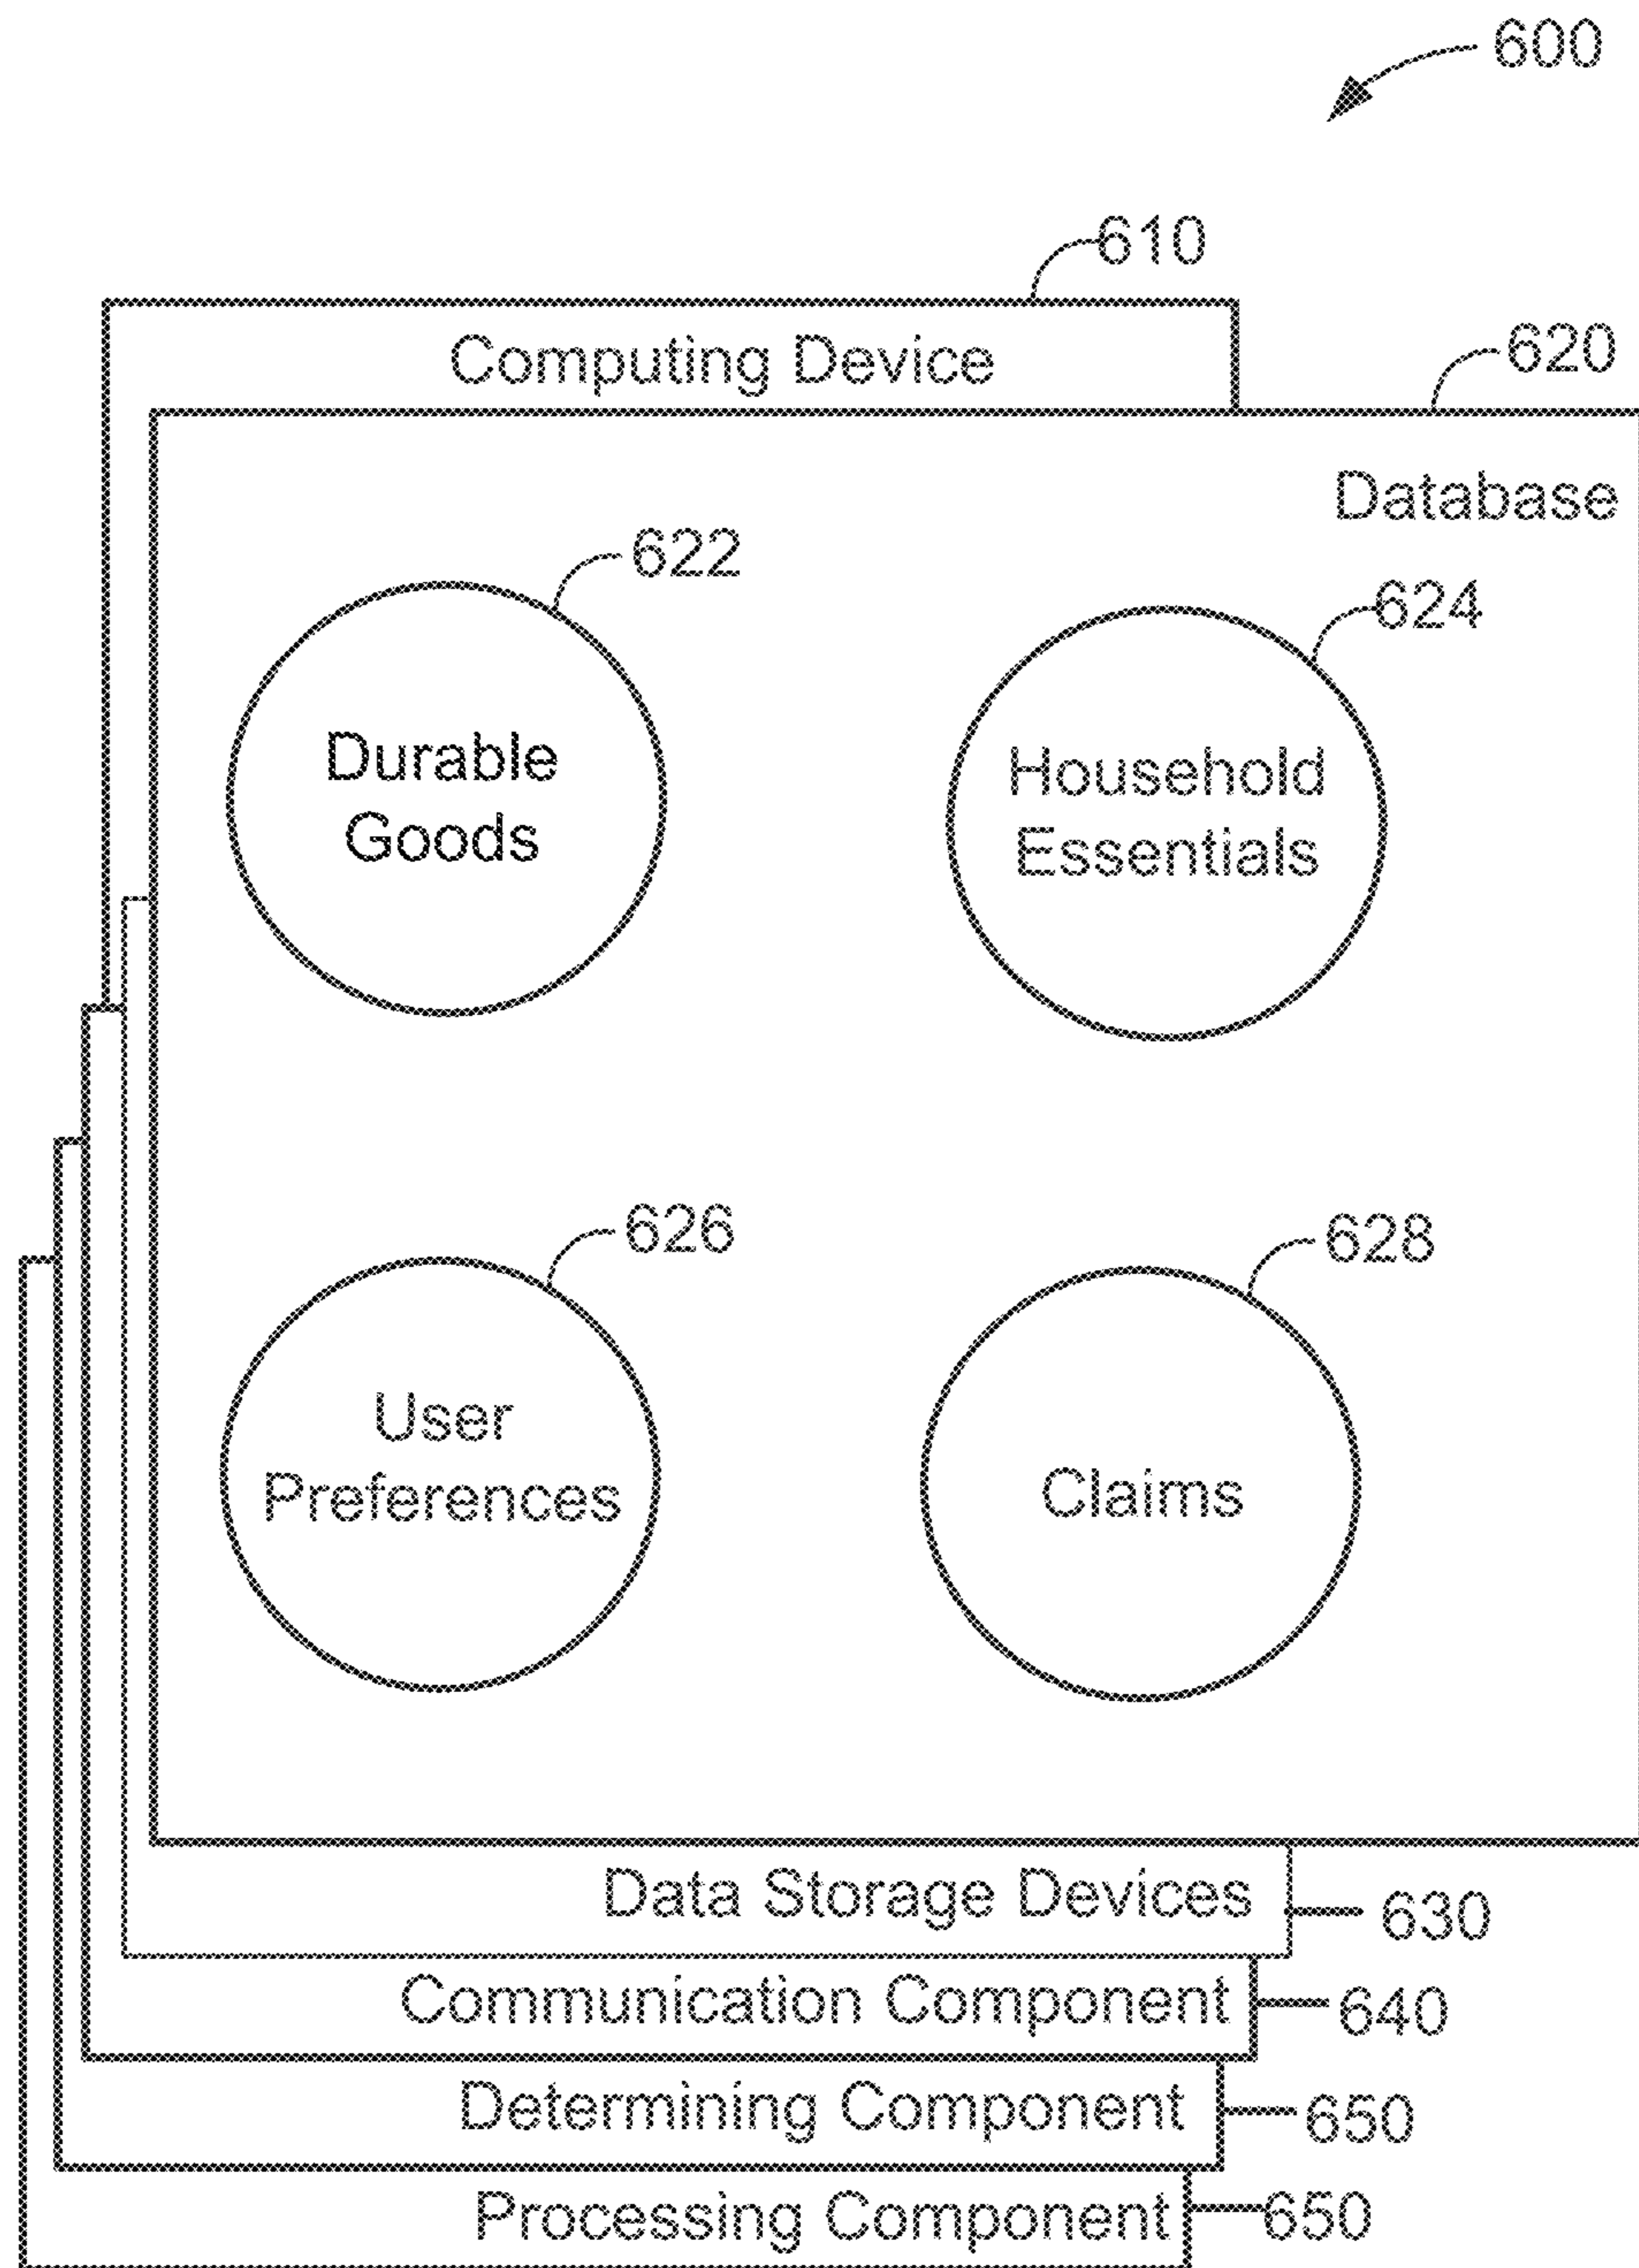 600
610
Computing Device
620
Database
622
624
Durable
Goods
Household
Essentials
626
628
User
Preferences
Claims
Data Storage Devices
630
Communication Component
640
Determining Component
650
Processing Component
650